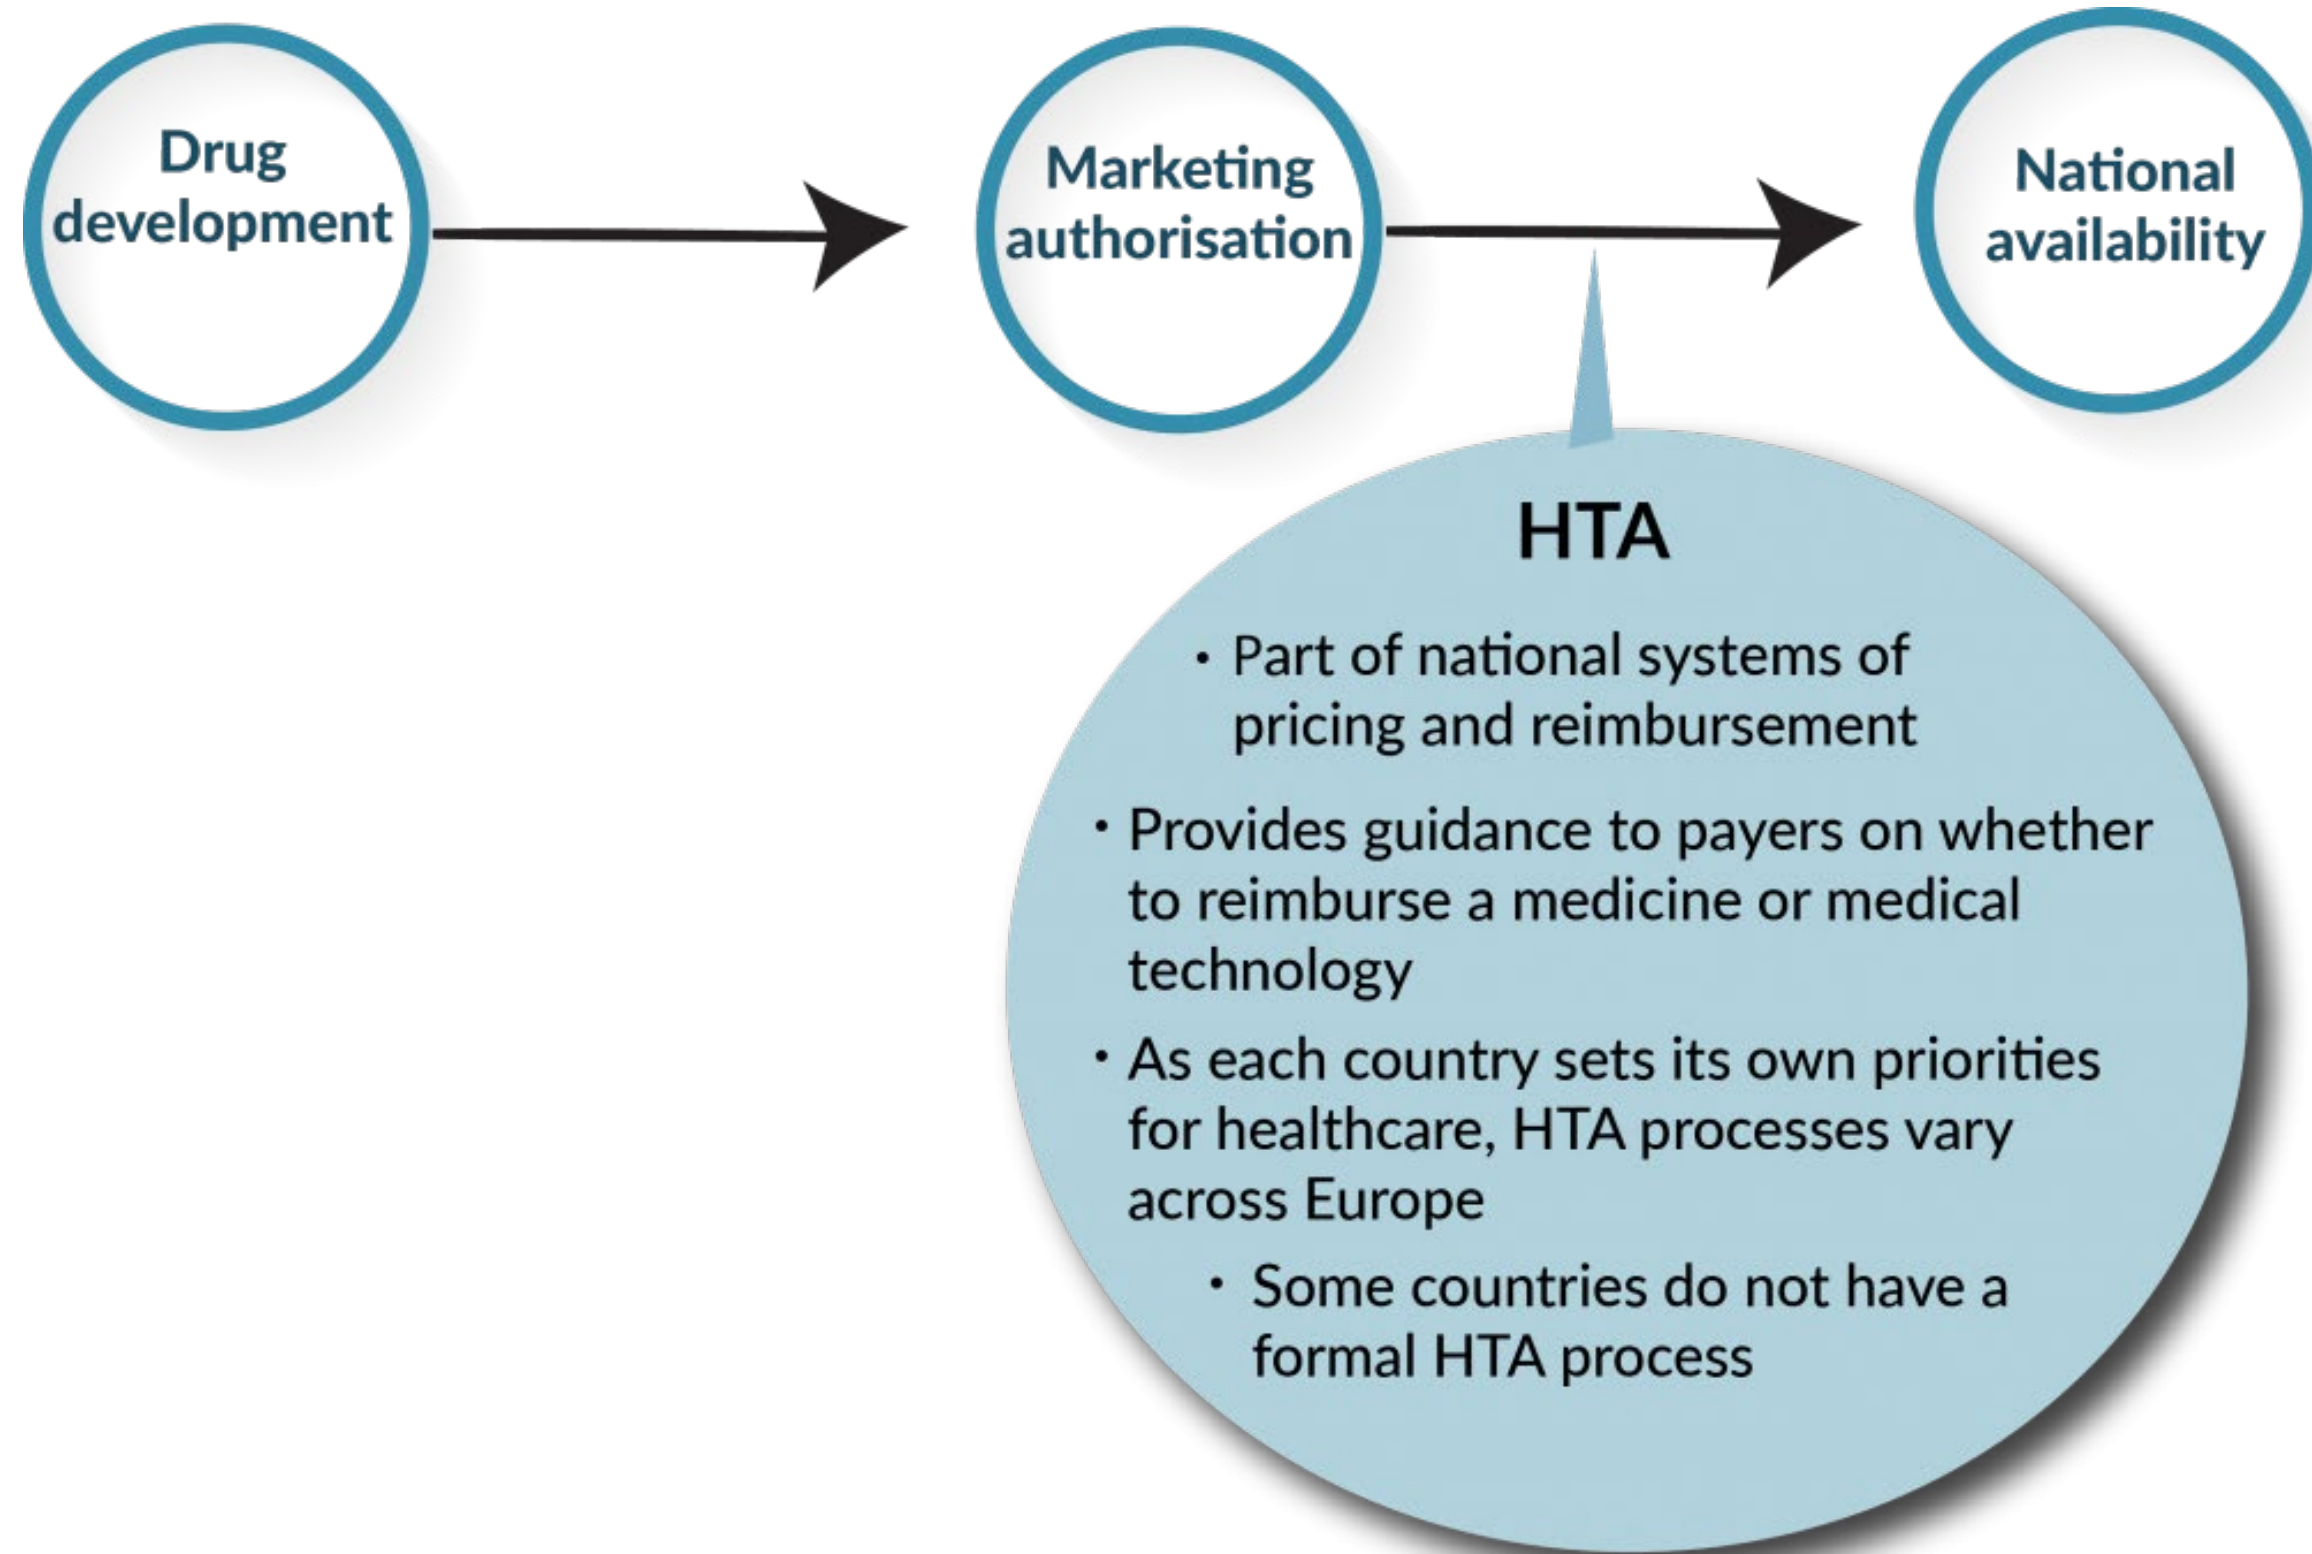 Drug
development
Marketing
authorisation
National
availability
HTA
• Part of national systems of
pricing and reimbursement
• Provides guidance to payers on whether
to reimburse a medicine or medical
technology
• As each country sets its own priorities
for healthcare, HTA processes vary
across Europe
• Some countries do not have a
formal HTA process